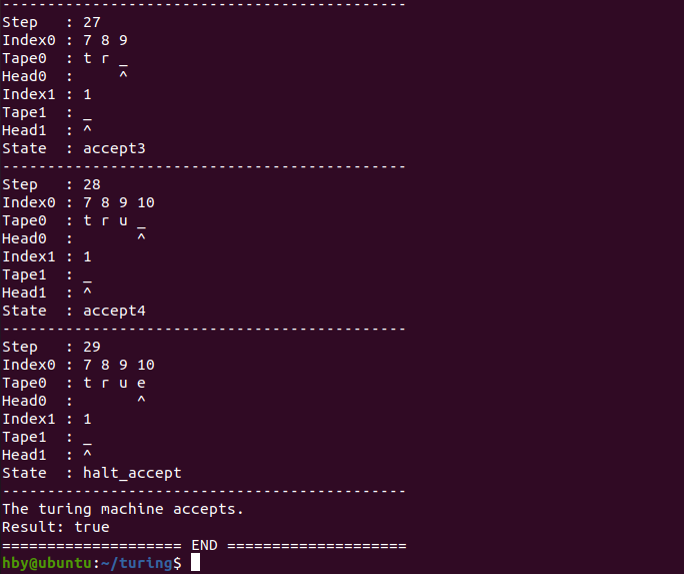 ---------------------------------------------
Step   : 27
Index0 : 7 8 9
Tape0  : t r _
Head0  :     ^
Index1 : 1
Tape1  : _
Head1  : ^
State  : accept3
---------------------------------------------
Step   : 28
Index0 : 7 8 9 10
Tape0  : t r u _
Head0  :       ^
Index1 : 1
Tape1  : _
Head1  : ^
State  : accept4
---------------------------------------------
Step   : 29
Index0 : 7 8 9 10
Tape0  : t r u e
Head0  :       ^
Index1 : 1
Tape1  : _
Head1  : ^
State  : halt_accept
---------------------------------------------
The turing machine accepts.
Result: true
==================== END ====================
hby@ubuntu:~/turing$